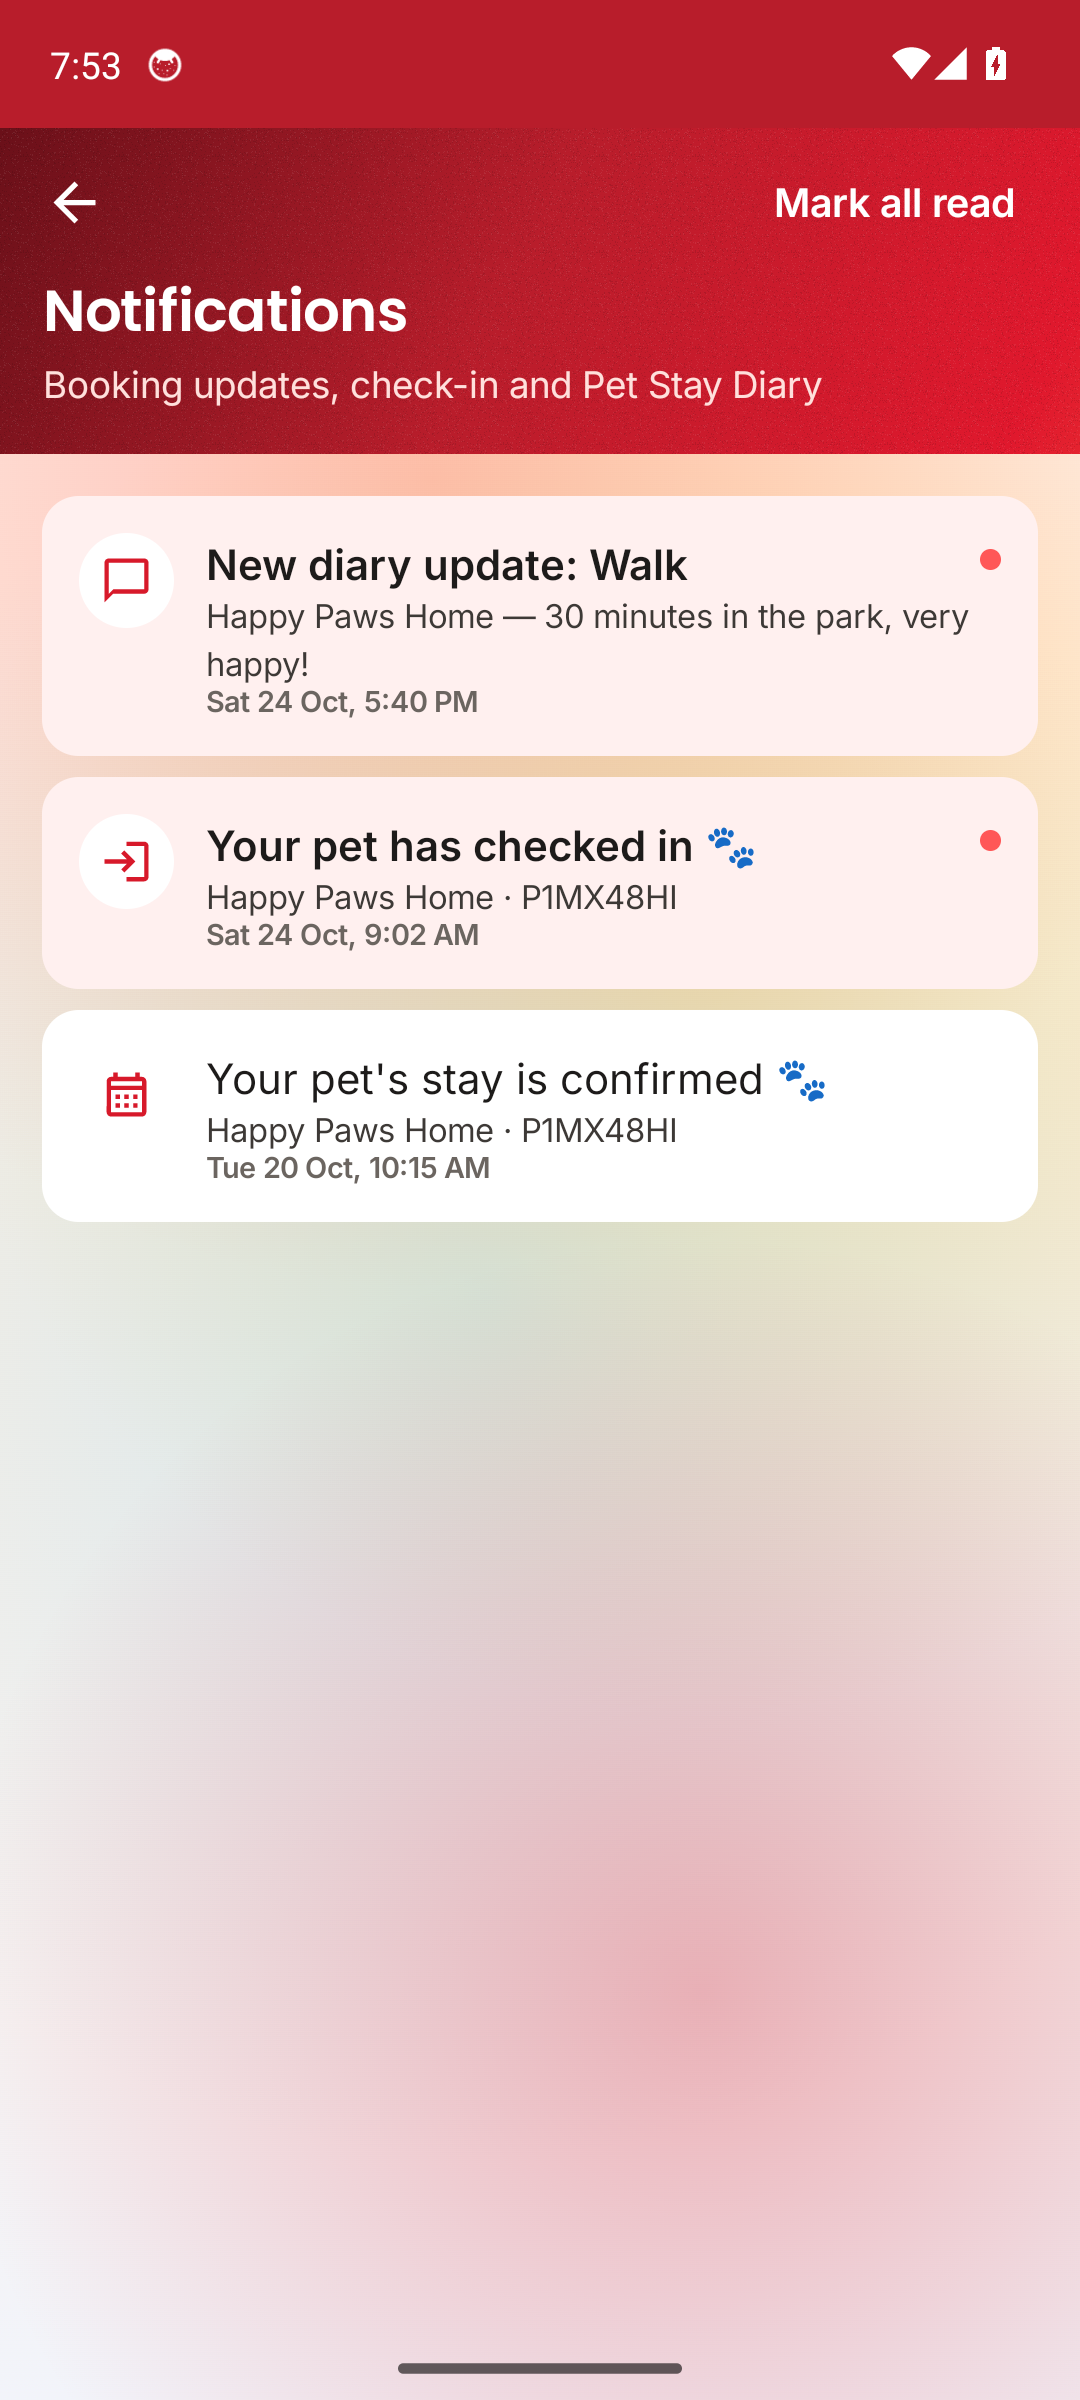 7:53
Mark all read
Notifications
Booking updates, check-in and Pet Stay Diary
New diary update: Walk
Happy Paws Home — 30 minutes in the park, very
happy!
Sat 24 Oct, 5:40 PM
Your pet has checked in 🐾
Happy Paws Home · P1MX48HI
Sat 24 Oct, 9:02 AM
Your pet's stay is confirmed 🐾
Happy Paws Home · P1MX48HI
Tue 20 Oct, 10:15 AM